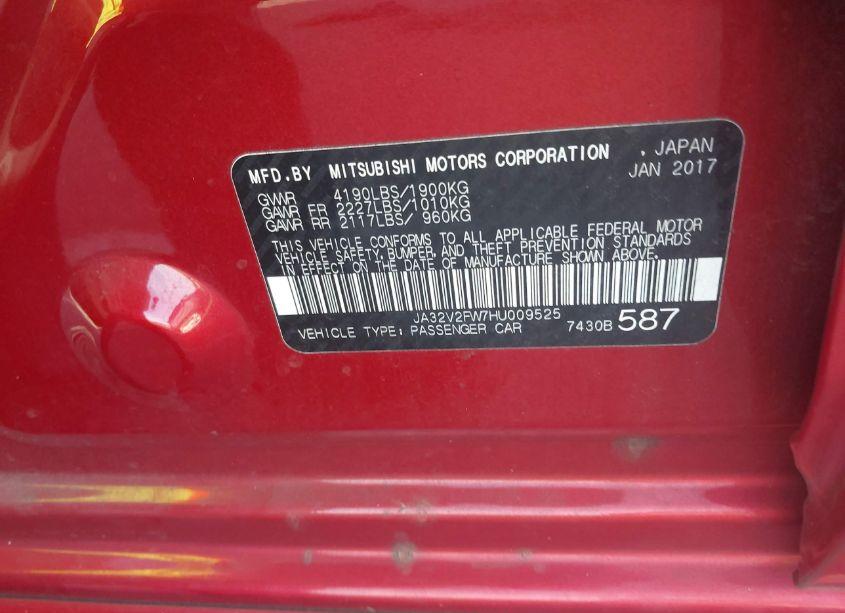 MFD.BY MITSUBISHI MOTORS CORPORATION , JAPAN
JAN 2017
GVWR 4190LBS/1900KG
GAWR FR 2227LBS/1010KG
GAWR RR 2117LBS/ 960KG
THIS VEHICLE CONFORMS TO ALL APPLICABLE FEDERAL MOTOR
VEHICLE SAFETY, BUMPER, AND THEFT PREVENTION STANDARDS
IN EFFECT ON THE DATE OF MANUFACTURE SHOWN ABOVE.
JA32V2FW7HU009525
VEHICLE TYPE: PASSENGER CAR 7430B 587